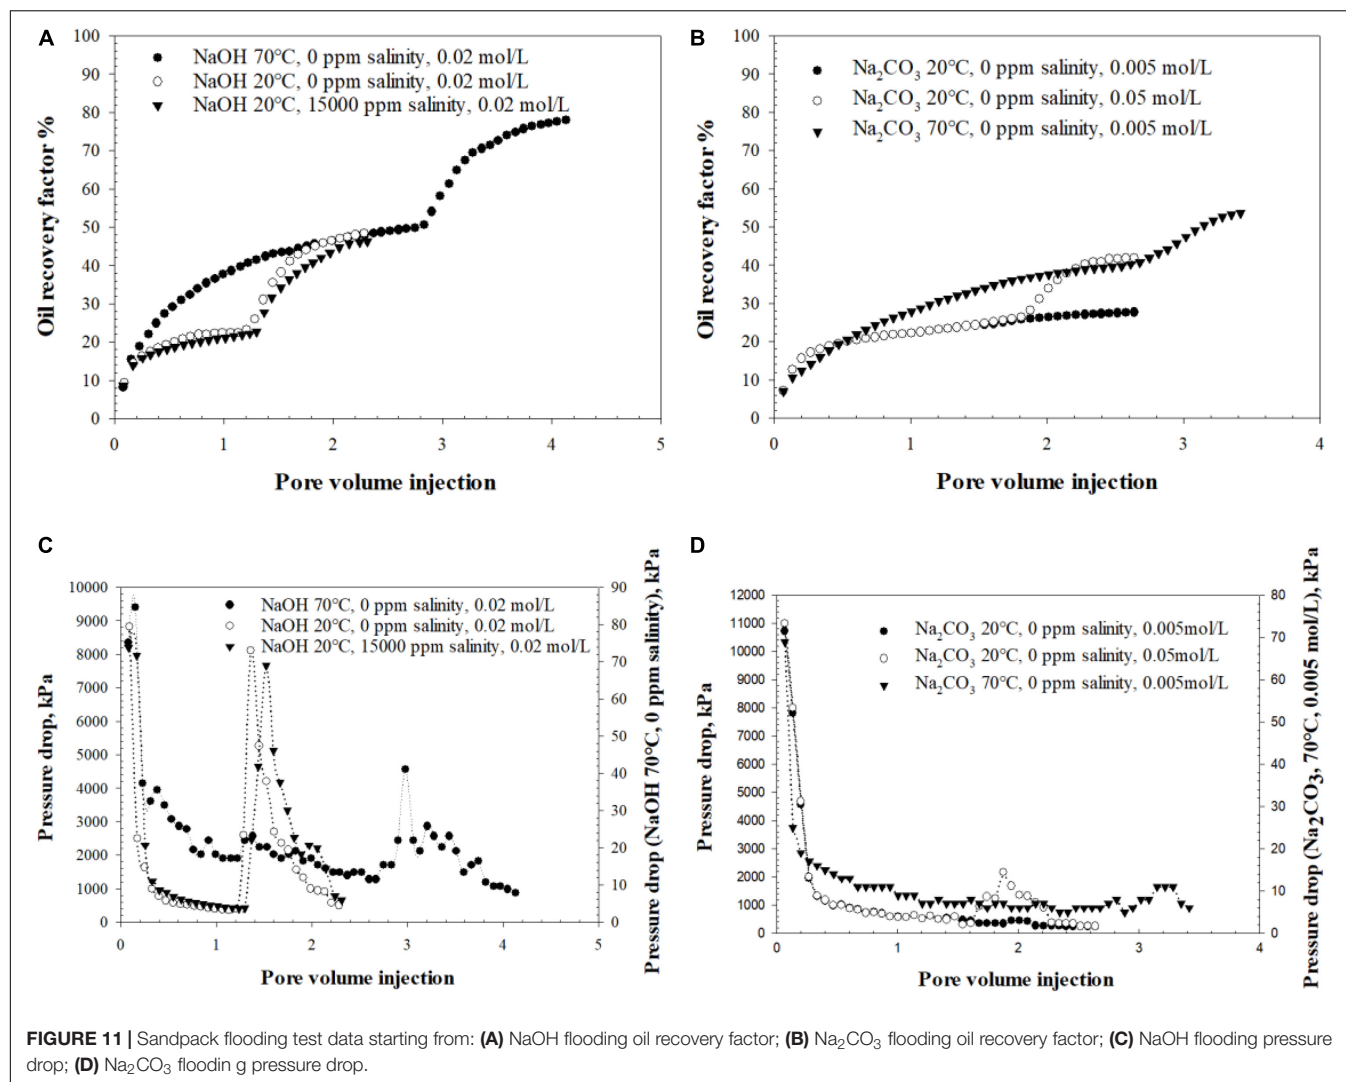 A
100
90
80
70
60
50
40
30
20
10
0
0 1 2 3 4 5
Oil recovery factor %
Pore volume injection
NaOH 70°C, 0 ppm salinity, 0.02 mol/L
NaOH 20°C, 0 ppm salinity, 0.02 mol/L
NaOH 20°C, 15000 ppm salinity, 0.02 mol/L
B
100
90
80
70
60
50
40
30
20
10
0
0 1 2 3 4
Oil recovery factor %
Pore volume injection
Na₂CO₃ 20°C, 0 ppm salinity, 0.005 mol/L
Na₂CO₃ 20°C, 0 ppm salinity, 0.05 mol/L
Na₂CO₃ 70°C, 0 ppm salinity, 0.005 mol/L
C
10000
9000
8000
7000
6000
5000
4000
3000
2000
1000
0
0 1 2 3 4 5
90
80
70
60
50
40
30
20
10
0
Pressure drop, kPa
Pressure drop (NaOH 70°C, 0 ppm salinity), kPa
Pore volume injection
NaOH 70°C, 0 ppm salinity, 0.02 mol/L
NaOH 20°C, 0 ppm salinity, 0.02 mol/L
NaOH 20°C, 15000 ppm salinity, 0.02 mol/L
D
12000
11000
10000
9000
8000
7000
6000
5000
4000
3000
2000
1000
0
0 1 2 3 4
80
70
60
50
40
30
20
10
0
Pressure drop, kPa
Pressure drop (Na₂CO₃, 70°C, 0.005 mol/L), kPa
Pore volume injection
Na₂CO₃ 20°C, 0 ppm salinity, 0.005mol/L
Na₂CO₃ 20°C, 0 ppm salinity, 0.05mol/L
Na₂CO₃ 70°C, 0 ppm salinity, 0.005mol/L
FIGURE 11 | Sandpack flooding test data starting from: (A) NaOH flooding oil recovery factor; (B) Na₂CO₃ flooding oil recovery factor; (C) NaOH flooding pressure
drop; (D) Na₂CO₃ floodin g pressure drop.